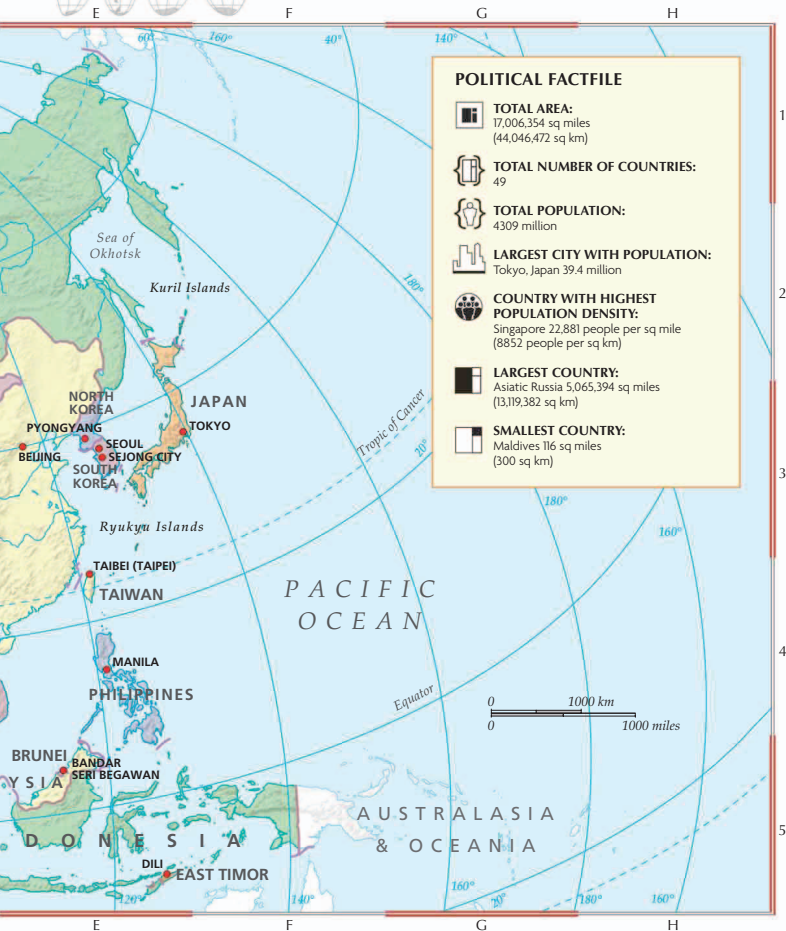 E
F
G
H
60°
160°
40°
140°
POLITICAL FACTFILE
TOTAL AREA:
17,006,354 sq miles
(44,046,472 sq km)
TOTAL NUMBER OF COUNTRIES:
49
TOTAL POPULATION:
4309 million
LARGEST CITY WITH POPULATION:
Tokyo, Japan 39.4 million
COUNTRY WITH HIGHEST
POPULATION DENSITY:
Singapore 22,881 people per sq mile
(8852 people per sq km)
LARGEST COUNTRY:
Asiatic Russia 5,065,394 sq miles
(13,119,382 sq km)
SMALLEST COUNTRY:
Maldives 116 sq miles
(300 sq km)
1
2
3
4
5
Sea of
Okhotsk
Kuril Islands
180°
NORTH
KOREA
JAPAN
PYONGYANG
TOKYO
SEOUL
BEIJING
SEJONG CITY
SOUTH
KOREA
Tropic of Cancer
20°
180°
160°
Ryukyu Islands
TAIBEI (TAIPEI)
TAIWAN
PACIFIC
OCEAN
MANILA
PHILIPPINES
Equator
0 1000 km
0 1000 miles
BRUNEI
BANDAR
SERI BEGAWAN
YSIA
DONESIA
AUSTRALASIA
& OCEANIA
DILI
EAST TIMOR
120°
140°
160°
20°
180°
160°
E
F
G
H